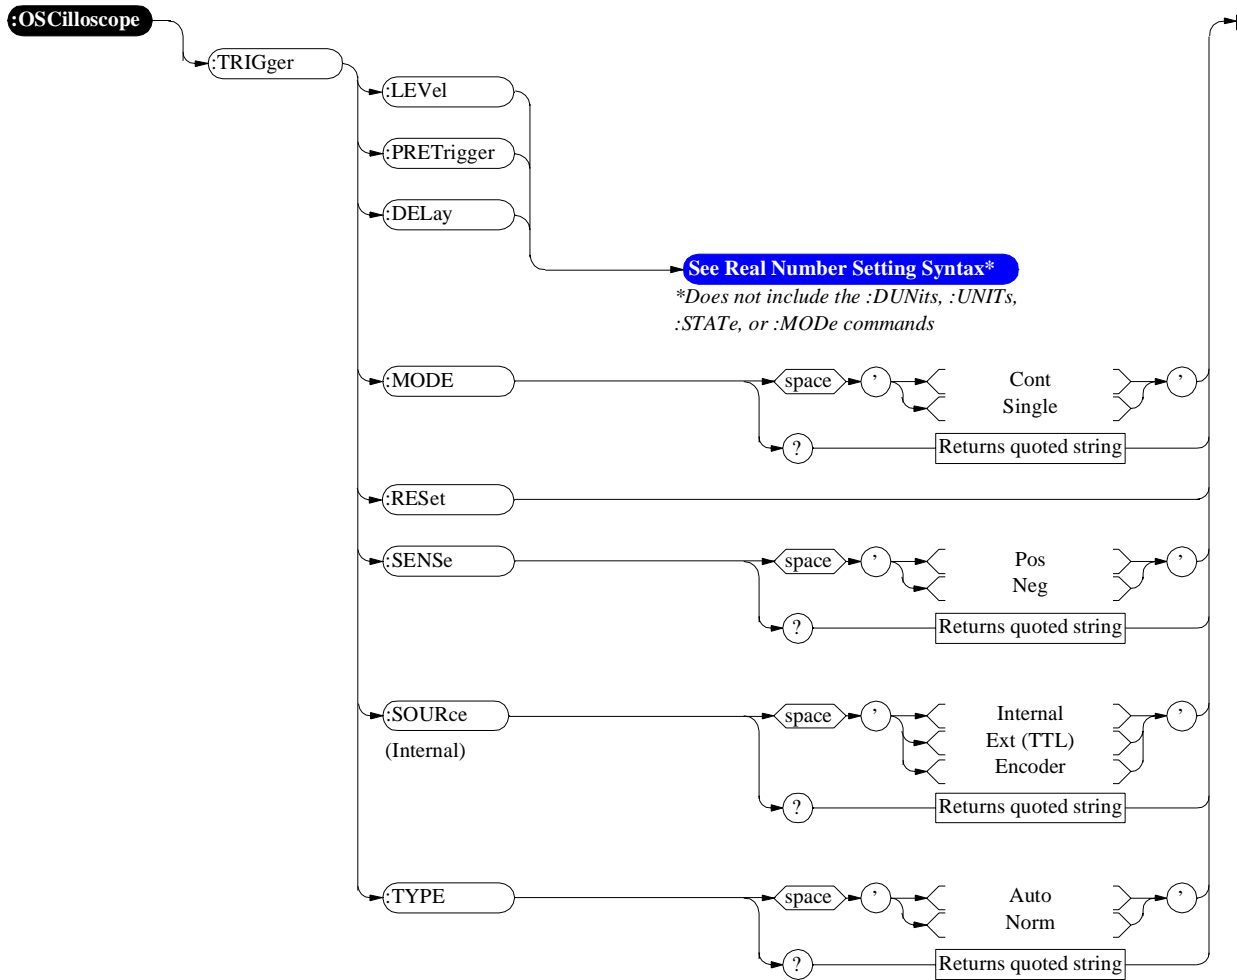 :OSCilloscope
:TRIGger
:LEVel
:PRETrigger
:DELay
See Real Number Setting Syntax*
*Does not include the :DUNits, :UNITs,
:STATe, or :MODe commands
:MODE
space
’
Cont
Single
’
?
Returns quoted string
:RESet
:SENSe
space
’
Pos
Neg
’
?
Returns quoted string
:SOURce
(Internal)
space
’
Internal
Ext (TTL)
Encoder
’
?
Returns quoted string
:TYPE
space
’
Auto
Norm
’
?
Returns quoted string